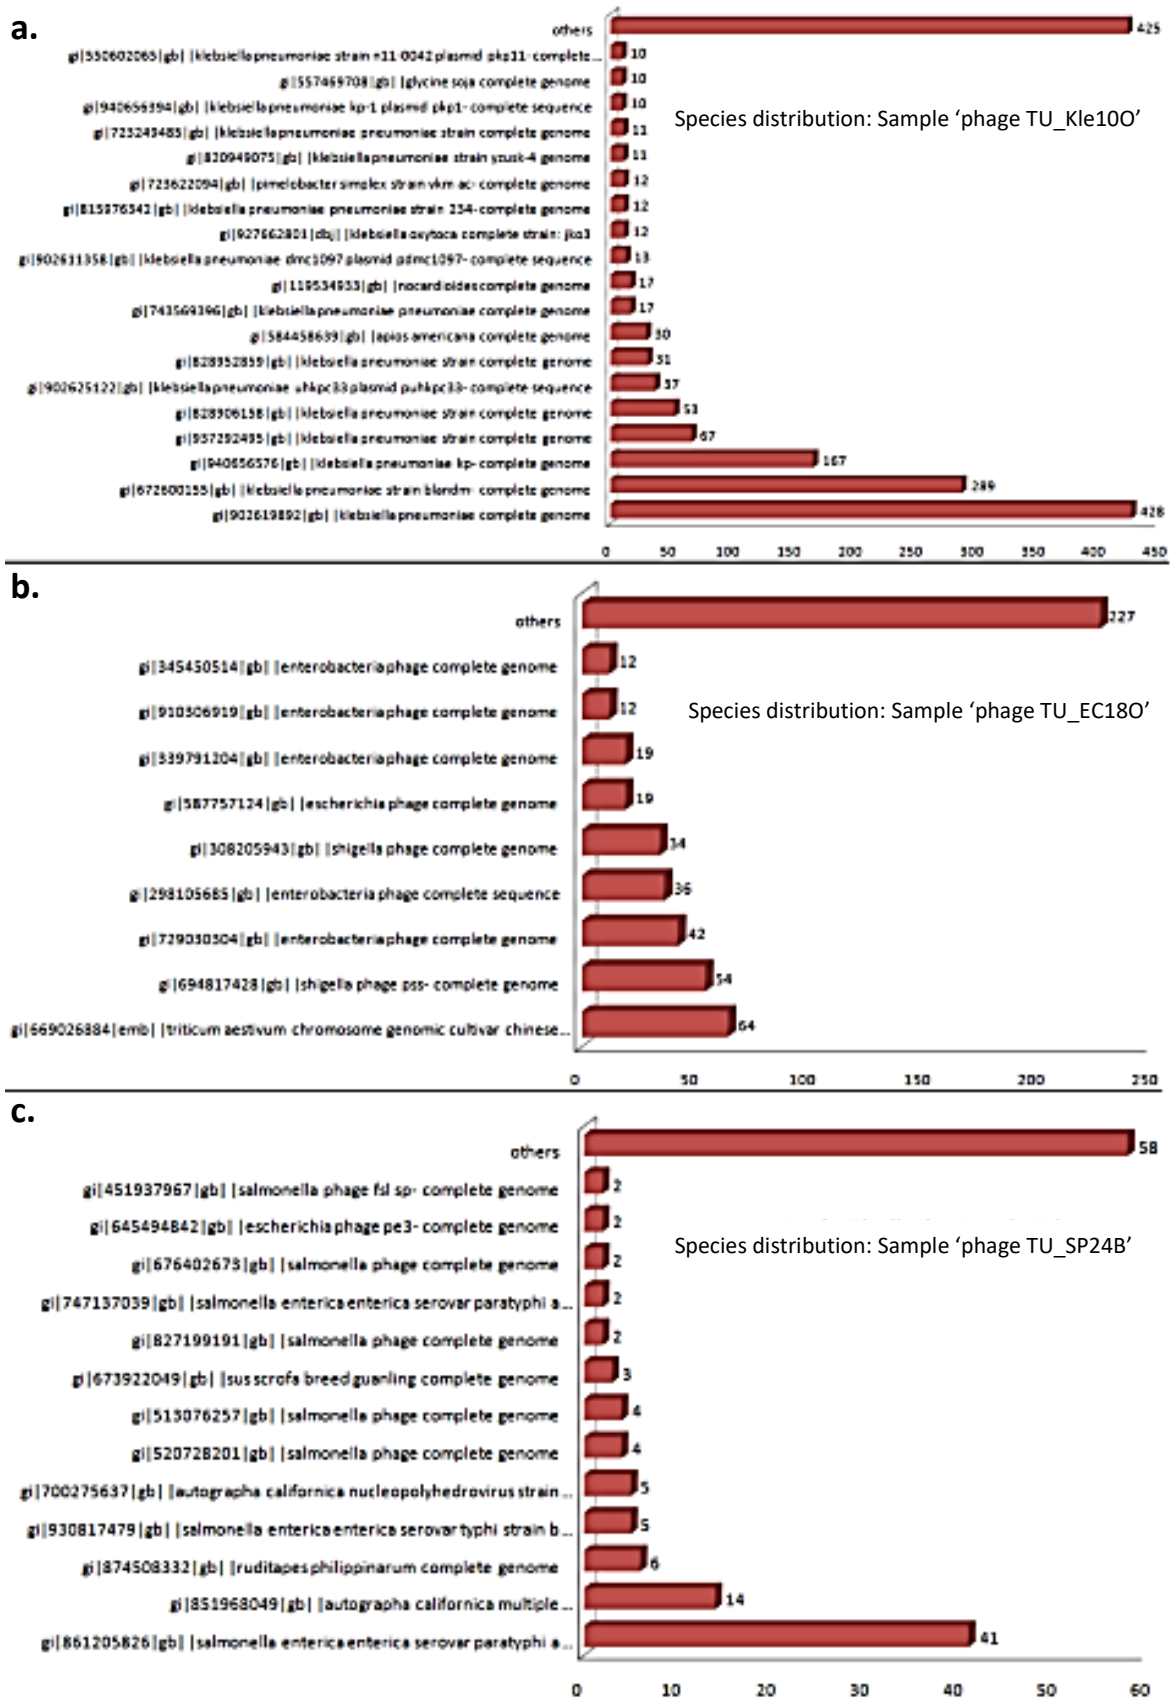 a.
others 425
gi|550602065|gb| |klebsiella pneumoniae strain n11-0042 plasmid pkp11- complete... 10
gi|557469708|gb| |glycine soja complete genome 10
gi|940656394|gb| |klebsiella pneumoniae kp-1 plasmid pkp1- complete sequence 10
gi|723249485|gb| |klebsiella pneumoniae pneumoniae strain complete genome 11
gi|820949075|gb| |klebsiella pneumoniae strain yzusk-4 genome 11
gi|723622094|gb| |pimelobacter simplex strain vkm ac- complete genome 12
gi|815976342|gb| |klebsiella pneumoniae pneumoniae strain 234- complete genome 12
gi|927662801|dbj| |klebsiella oxytoca complete strain: jko3 12
gi|902611358|gb| |klebsiella pneumoniae dmc1097 plasmid pdmc1097- complete sequence 13
gi|119534933|gb| |nocardioides complete genome 17
gi|743569396|gb| |klebsiella pneumoniae pneumoniae complete genome 17
gi|584458639|gb| |apios americana complete genome 30
gi|828952859|gb| |klebsiella pneumoniae strain complete genome 31
gi|902625122|gb| |klebsiella pneumoniae uhkpc33 plasmid puhkpc33- complete sequence 37
gi|828906158|gb| |klebsiella pneumoniae strain complete genome 53
gi|937292495|gb| |klebsiella pneumoniae strain complete genome 67
gi|940656576|gb| |klebsiella pneumoniae kp- complete genome 167
gi|672600155|gb| |klebsiella pneumoniae strain blandm- complete genome 289
gi|902619892|gb| |klebsiella pneumoniae complete genome 428
Species distribution: Sample ‘phage TU_Kle10O’
0 50 100 150 200 250 300 350 400 450
b.
others 227
gi|345450514|gb| |enterobacteria phage complete genome 12
gi|910306919|gb| |enterobacteria phage complete genome 12
gi|339791204|gb| |enterobacteria phage complete genome 19
gi|587757124|gb| |escherichia phage complete genome 19
gi|308205943|gb| |shigella phage complete genome 34
gi|298105685|gb| |enterobacteria phage complete sequence 36
gi|729030304|gb| |enterobacteria phage complete genome 42
gi|694817428|gb| |shigella phage pss- complete genome 54
gi|669026884|emb| |triticum aestivum chromosome genomic cultivar chinese... 64
Species distribution: Sample ‘phage TU_EC18O’
0 50 100 150 200 250
c.
others 58
gi|451937967|gb| |salmonella phage fsl sp- complete genome 2
gi|645494842|gb| |escherichia phage pe3- complete genome 2
gi|676402673|gb| |salmonella phage complete genome 2
gi|747137039|gb| |salmonella enterica enterica serovar paratyphi a... 2
gi|827199191|gb| |salmonella phage complete genome 2
gi|673922049|gb| |sus scrofa breed guanling complete genome 3
gi|513076257|gb| |salmonella phage complete genome 4
gi|520728201|gb| |salmonella phage complete genome 4
gi|700275637|gb| |autographa californica nucleopolyhedrovirus strain... 5
gi|930817479|gb| |salmonella enterica enterica serovar typhi strain b... 5
gi|874508332|gb| |ruditapes philippinarum complete genome 6
gi|851968049|gb| |autographa californica multiple... 14
gi|861205826|gb| |salmonella enterica enterica serovar paratyphi a... 41
Species distribution: Sample ‘phage TU_SP24B’
0 10 20 30 40 50 60